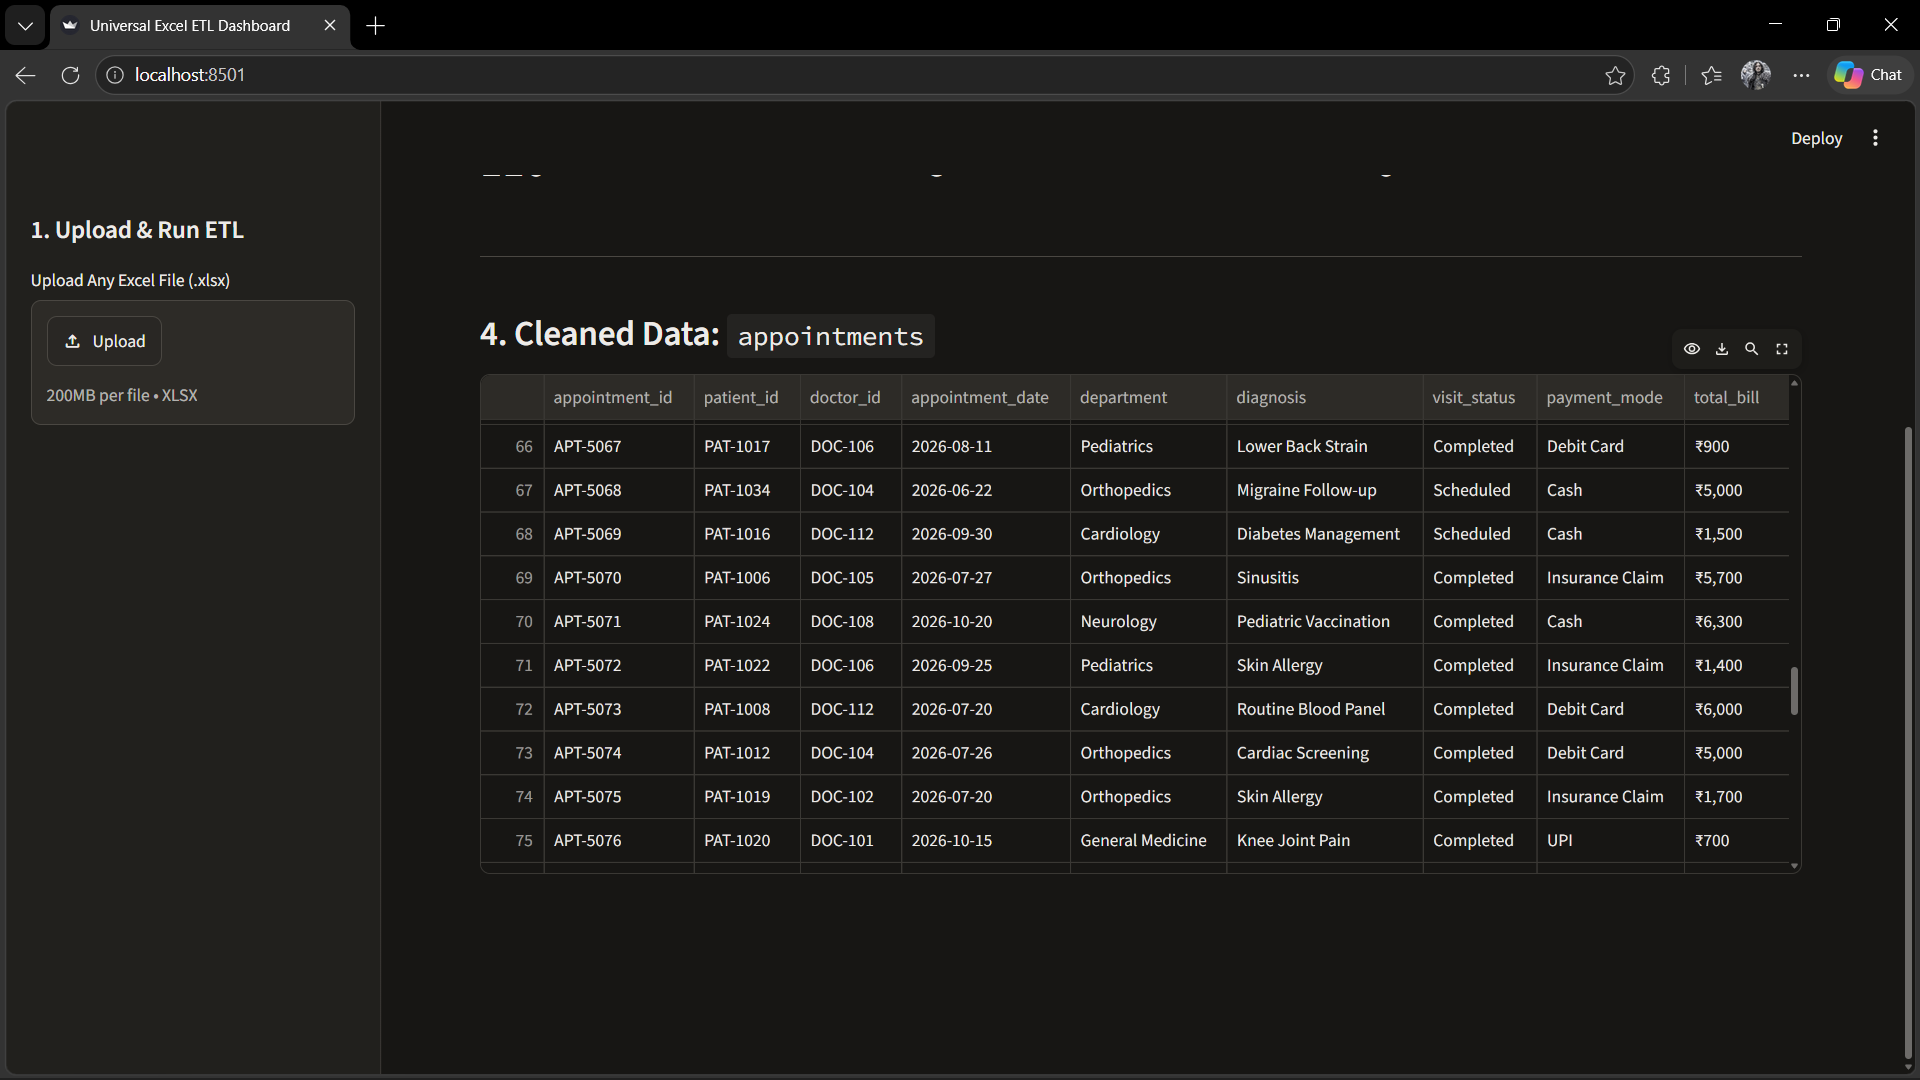 Universal Excel ETL Dashboard
localhost:8501
Chat
Deploy
1. Upload & Run ETL
Upload Any Excel File (.xlsx)
Upload
200MB per file • XLSX
4. Cleaned Data: appointments
appointment_id patient_id doctor_id appointment_date department diagnosis visit_status payment_mode total_bill
66 APT-5067 PAT-1017 DOC-106 2026-08-11 Pediatrics Lower Back Strain Completed Debit Card ₹900
67 APT-5068 PAT-1034 DOC-104 2026-06-22 Orthopedics Migraine Follow-up Scheduled Cash ₹5,000
68 APT-5069 PAT-1016 DOC-112 2026-09-30 Cardiology Diabetes Management Scheduled Cash ₹1,500
69 APT-5070 PAT-1006 DOC-105 2026-07-27 Orthopedics Sinusitis Completed Insurance Claim ₹5,700
70 APT-5071 PAT-1024 DOC-108 2026-10-20 Neurology Pediatric Vaccination Completed Cash ₹6,300
71 APT-5072 PAT-1022 DOC-106 2026-09-25 Pediatrics Skin Allergy Completed Insurance Claim ₹1,400
72 APT-5073 PAT-1008 DOC-112 2026-07-20 Cardiology Routine Blood Panel Completed Debit Card ₹6,000
73 APT-5074 PAT-1012 DOC-104 2026-07-26 Orthopedics Cardiac Screening Completed Debit Card ₹5,000
74 APT-5075 PAT-1019 DOC-102 2026-07-20 Orthopedics Skin Allergy Completed Insurance Claim ₹1,700
75 APT-5076 PAT-1020 DOC-101 2026-10-15 General Medicine Knee Joint Pain Completed UPI ₹700